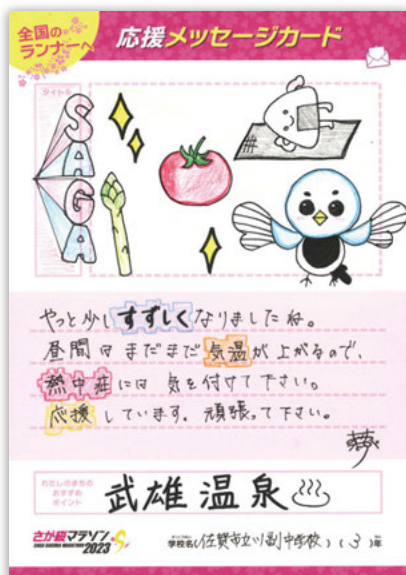 全国の
ランナーへ
応援メッセージカード
タイトル
SAGA
やっと少しすずしくなりましたね。
昼間はまだまだ気温が上がるので、
熱中症には気を付けて下さい。
応援しています。頑張って下さい。
わたしのまちの
おすすめ
ポイント
武雄温泉
さが桜マラソン
2023
学校名(佐賀市立川副中学校)(3)年